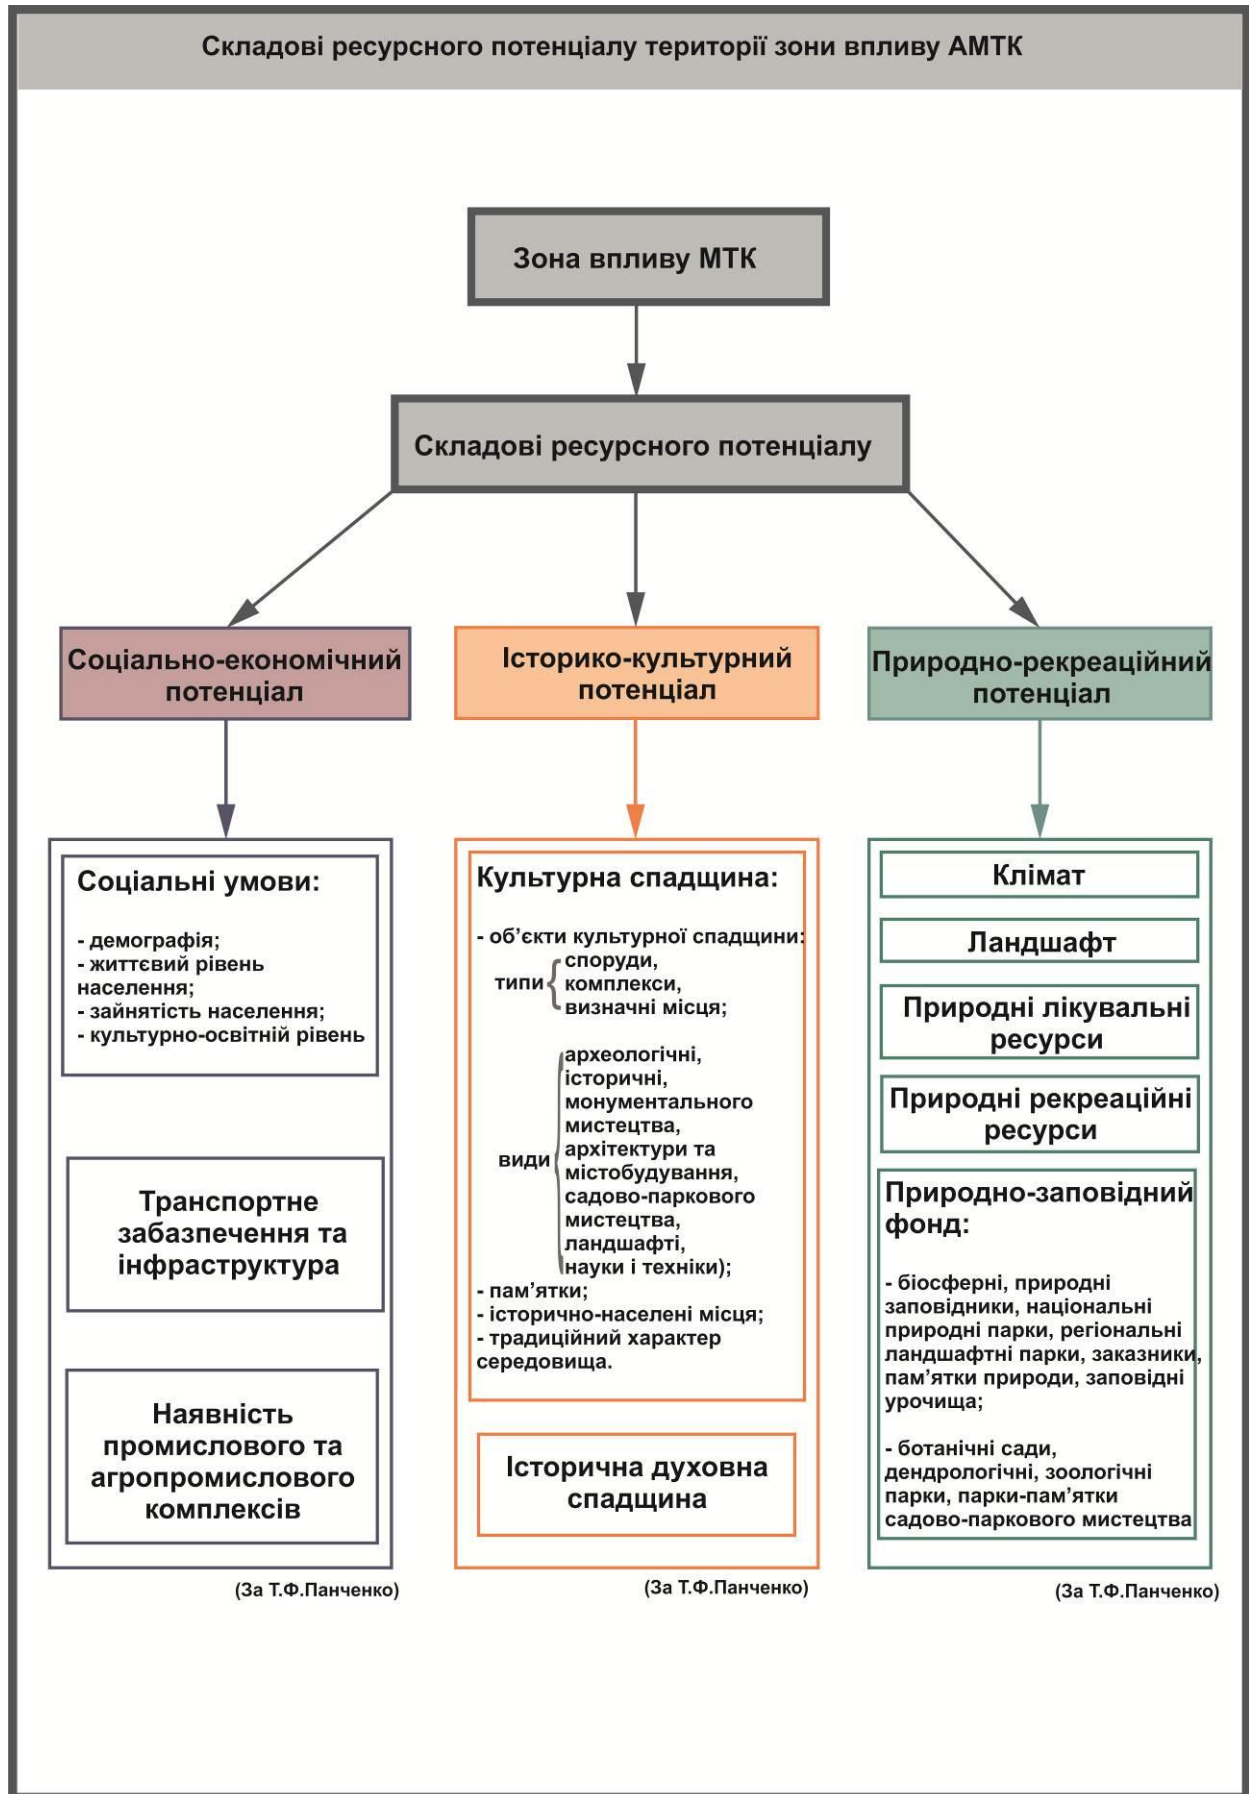 Складові ресурсного потенціалу території зони впливу АМТК
Зона впливу МТК
Складові ресурсного потенціалу
Соціально-економічний
потенціал
Історико-культурний
потенціал
Природно-рекреаційний
потенціал
Соціальні умови:
- демографія;
- життєвий рівень
населення;
- зайнятість населення;
- культурно-освітній рівень
Транспортне
забазпечення та
інфраструктура
Наявність
промислового та
агропромислового
комплексів
(За Т.Ф.Панченко)
Культурна спадщина:
- об’єкти культурної спадщини:
типи
споруди,
комплекси,
визначні місця;
види
археологічні,
історичні,
монументального
мистецтва,
архітектури та
містобудування,
садово-паркового
мистецтва,
ландшафті,
науки і техніки);
- пам’ятки;
- історично-населені місця;
- традиційний характер
середовища.
Історична духовна
спадщина
(За Т.Ф.Панченко)
Клімат
Ландшафт
Природні лікувальні
ресурси
Природні рекреаційні
ресурси
Природно-заповідний
фонд:
- біосферні, природні
заповідники, національні
природні парки, регіональні
ландшафтні парки, заказники,
пам’ятки природи, заповідні
урочища;
- ботанічні сади,
дендрологічні, зоологічні
парки, парки-пам’ятки
садово-паркового мистецтва
(За Т.Ф.Панченко)